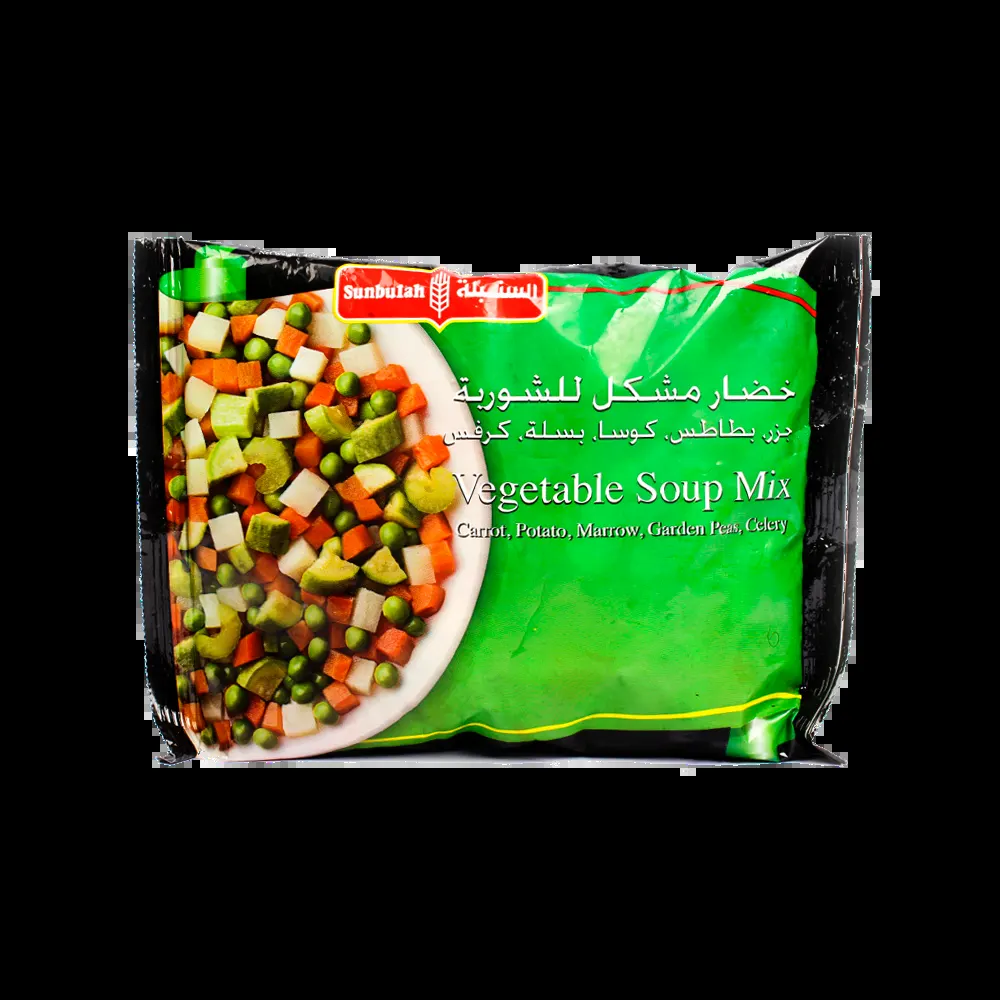 Sunbulah السنبلة
خضار مشكل للشوربة
جزر، بطاطس، كوسا، بسلة، كرفس
Vegetable Soup Mix
Carrot, Potato, Marrow, Garden Peas, Celery